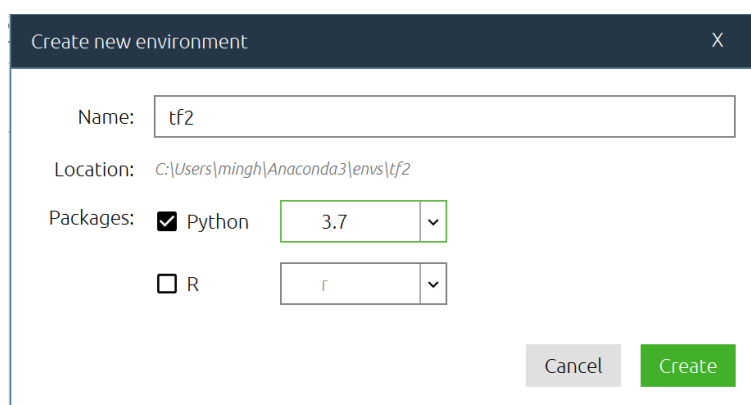 Create new environment X
Name: tf2
Location: C:\Users\mingh\Anaconda3\envs\tf2
Packages: Python 3.7
R r
Cancel Create